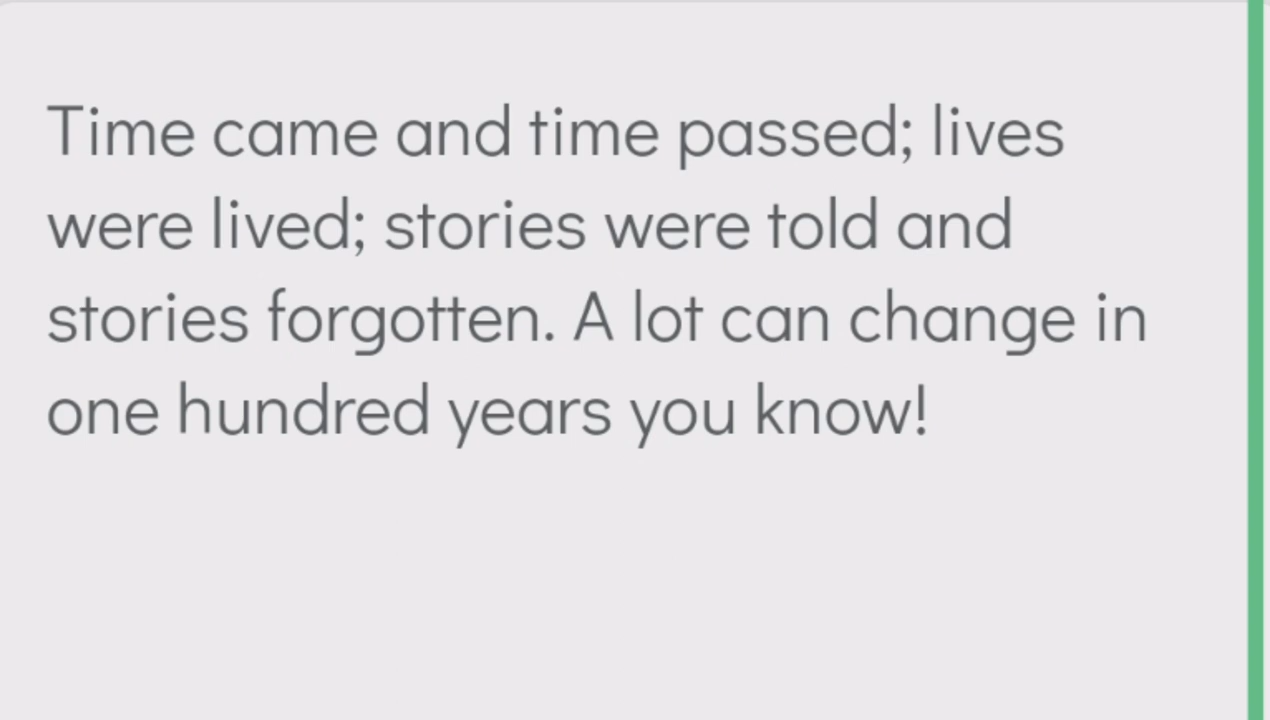 Time came and time passed; lives
were lived; stories were told and
stories forgotten. A lot can change in
one hundred years you know!